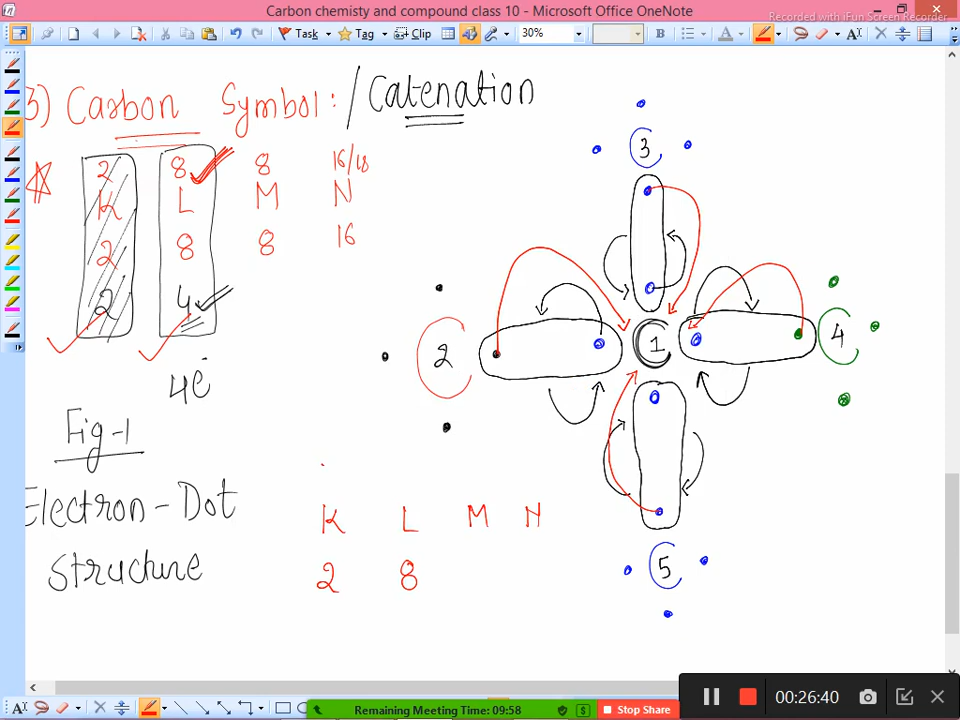 Carbon chemisty and compound class 10 - Microsoft Office OneNote
Recorded with iFun Screen Recorder
Task Tag Clip 30% B A
3) Carbon Symbol: / Catenation
2 8 8 16/18
K L M N
2 8 8 16
2 4
4e
Fig-1
Electron-Dot
Structure
K L M N
2 8
3
2 1 4
5
00:26:40
Remaining Meeting Time: 09:58 Stop Share